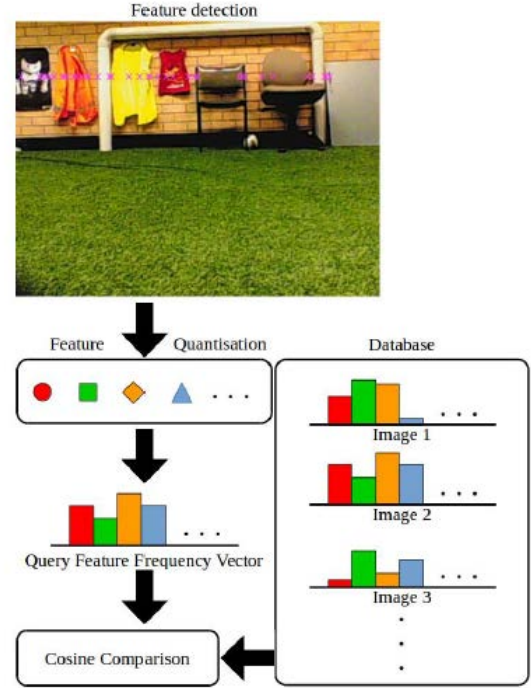 Feature detection
Feature Quantisation
Database
Image 1
Image 2
Query Feature Frequency Vector
Image 3
Cosine Comparison